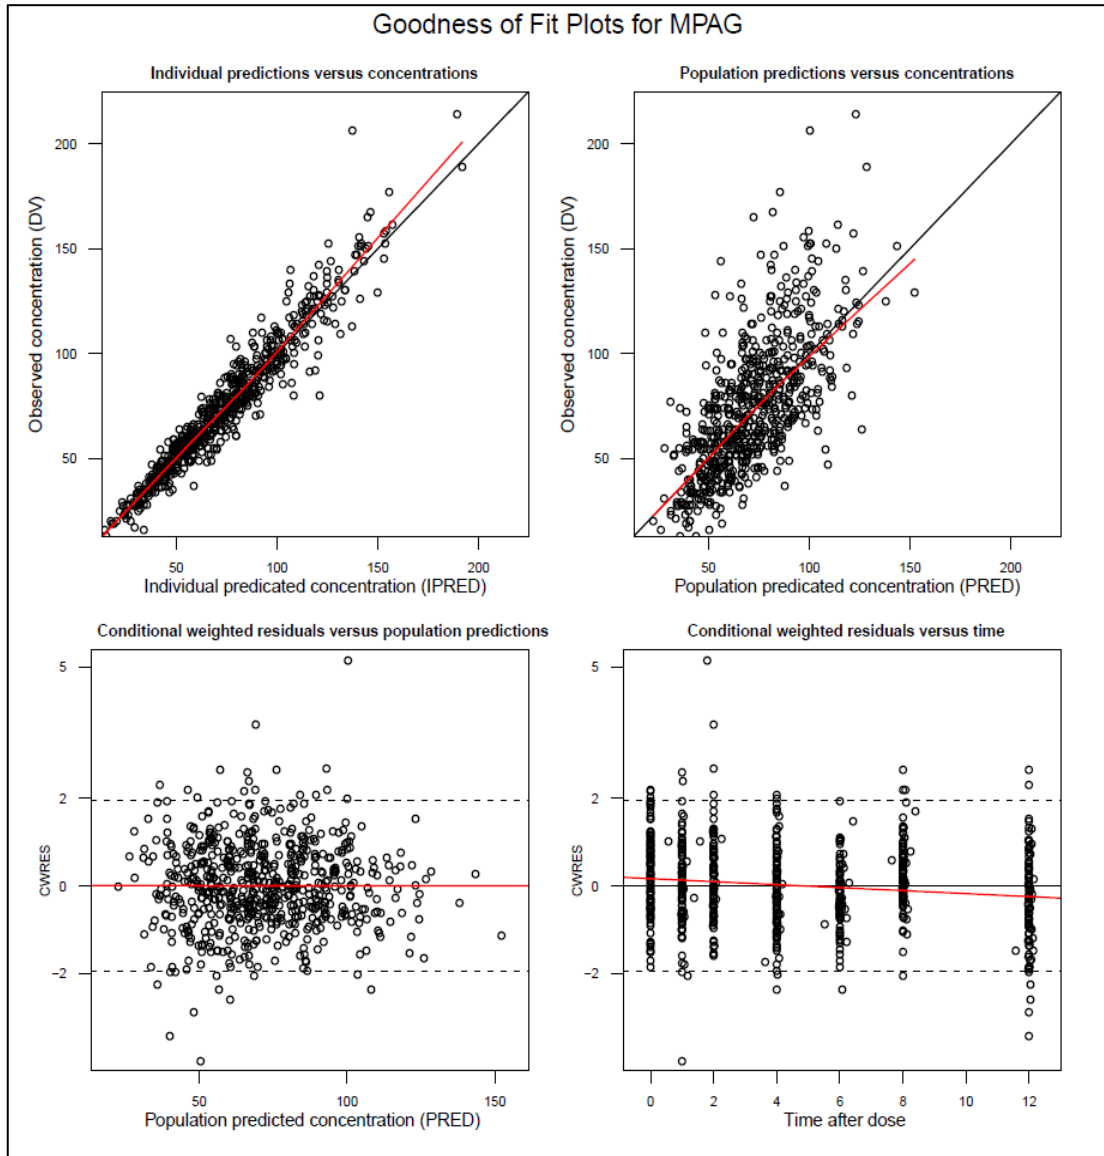 Goodness of Fit Plots for MPAG
Individual predictions versus concentrations
Observed concentration (DV)
200
150
100
50
50 100 150 200
Individual predicated concentration (IPRED)
Population predictions versus concentrations
Observed concentration (DV)
200
150
100
50
50 100 150 200
Population predicated concentration (PRED)
Conditional weighted residuals versus population predictions
CWRES
5
2
0
−2
50 100 150
Population predicted concentration (PRED)
Conditional weighted residuals versus time
CWRES
5
2
0
−2
0 2 4 6 8 10 12
Time after dose